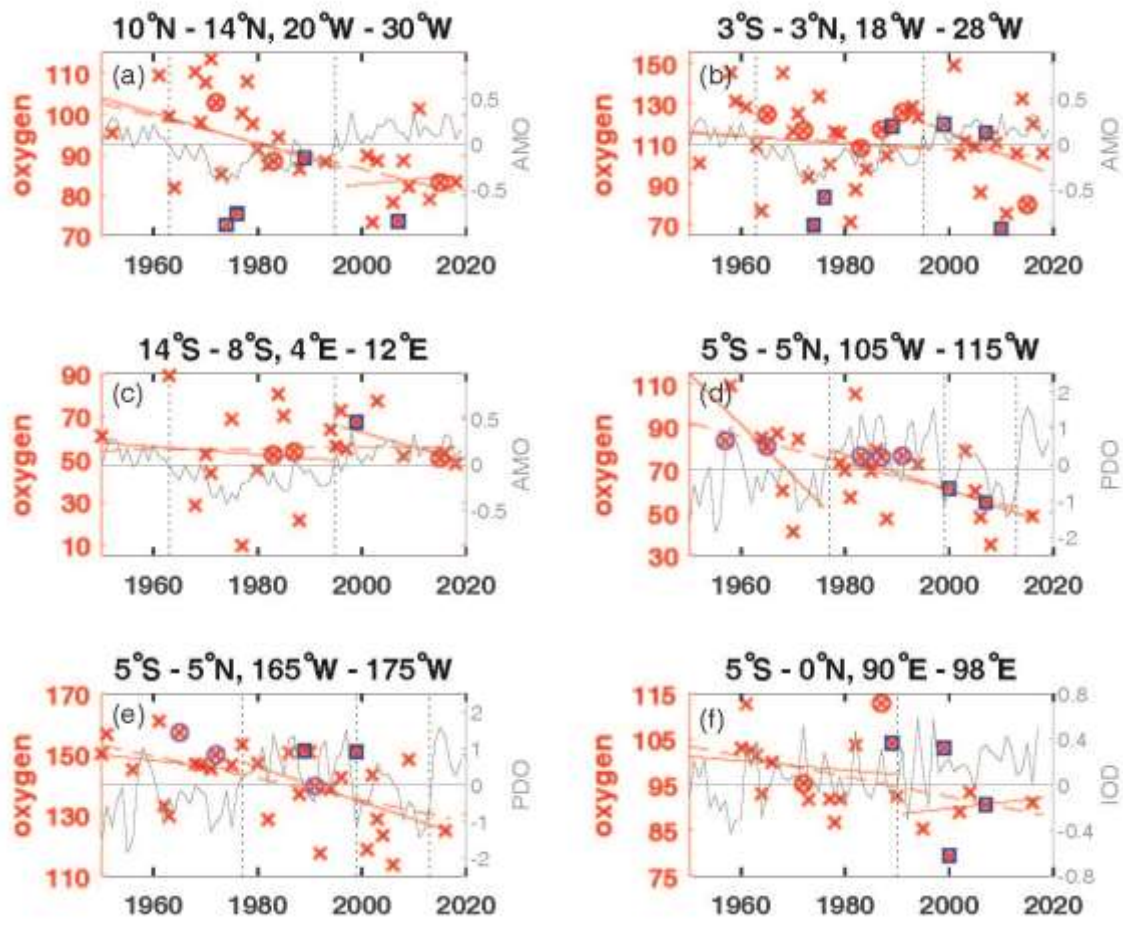 10°N - 14°N, 20°W - 30°W
(a)
oxygen
110
100
90
80
70
0.5
0
-0.5
AMO
1960 1980 2000 2020
3°S - 3°N, 18°W - 28°W
(b)
oxygen
150
130
110
90
70
0.5
0
-0.5
AMO
1960 1980 2000 2020
14°S - 8°S, 4°E - 12°E
(c)
oxygen
90
70
50
30
10
0.5
0
-0.5
AMO
1960 1980 2000 2020
5°S - 5°N, 105°W - 115°W
(d)
oxygen
110
90
70
50
30
2
1
0
-1
-2
PDO
1960 1980 2000 2020
5°S - 5°N, 165°W - 175°W
(e)
oxygen
170
150
130
110
2
1
0
-1
-2
PDO
1960 1980 2000 2020
5°S - 0°N, 90°E - 98°E
(f)
oxygen
115
105
95
85
75
0.8
0.4
0
-0.4
-0.8
IOD
1960 1980 2000 2020